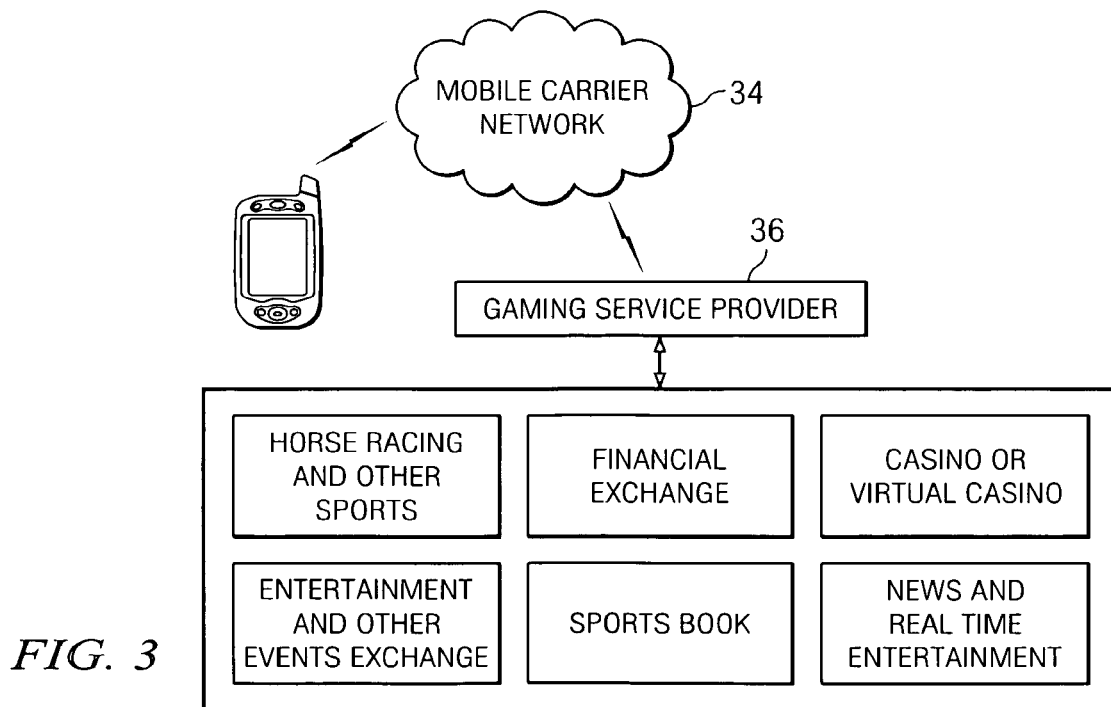 MOBILE CARRIER
NETWORK
34
36
GAMING SERVICE PROVIDER
HORSE RACING
AND OTHER
SPORTS
FINANCIAL
EXCHANGE
CASINO OR
VIRTUAL CASINO
ENTERTAINMENT
AND OTHER
EVENTS EXCHANGE
SPORTS BOOK
NEWS AND
REAL TIME
ENTERTAINMENT
FIG. 3